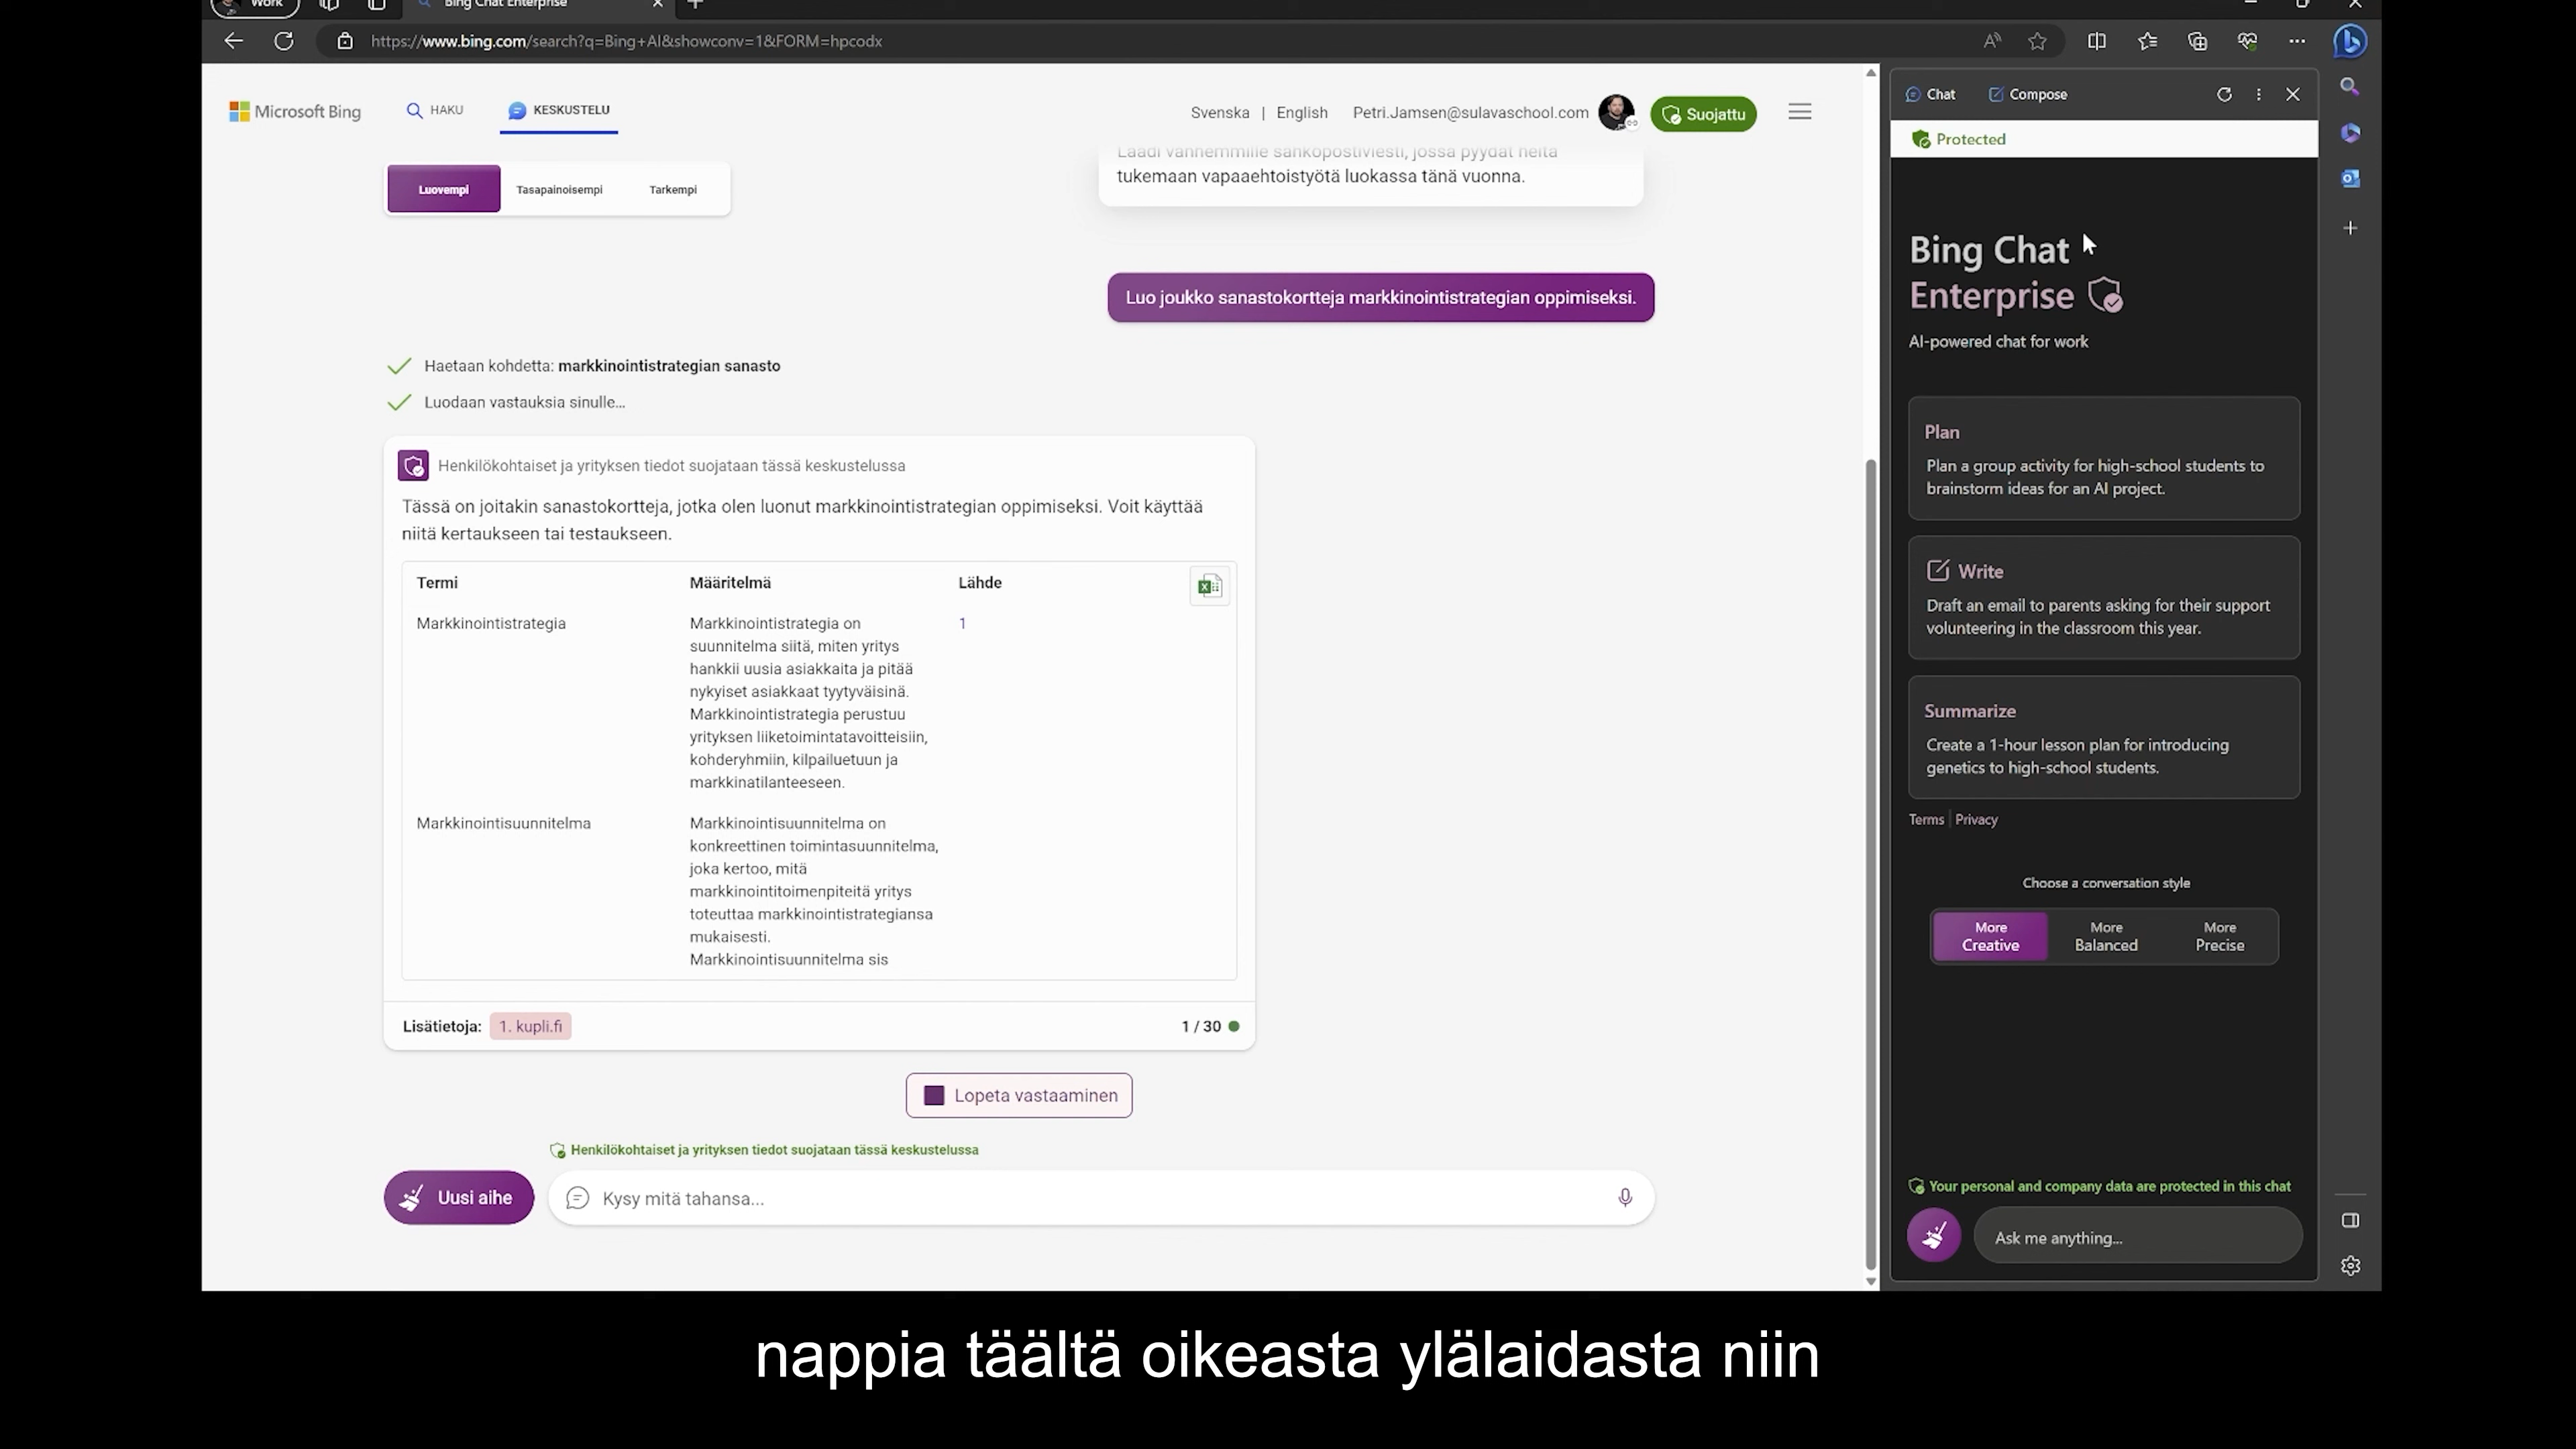 Work
Bing Chat Enterprise
https://www.bing.com/search?q=Bing+AI&showconv=1&FORM=hpcodx
Microsoft Bing
HAKU
KESKUSTELU
Svenska | English
Petri.Jamsen@sulavaschool.com
Suojattu
Luovempi
Tasapainoisempi
Tarkempi
Laadi vanhemmille sähköpostiviesti, jossa pyydät heitä
tukemaan vapaaehtoistyötä luokassa tänä vuonna.
Luo joukko sanastokortteja markkinointistrategian oppimiseksi.
Haetaan kohdetta: markkinointistrategian sanasto
Luodaan vastauksia sinulle...
Henkilökohtaiset ja yrityksen tiedot suojataan tässä keskustelussa
Tässä on joitakin sanastokortteja, jotka olen luonut markkinointistrategian oppimiseksi. Voit käyttää
niitä kertaukseen tai testaukseen.
Termi
Määritelmä
Lähde
Markkinointistrategia
Markkinointistrategia on
suunnitelma siitä, miten yritys
hankkii uusia asiakkaita ja pitää
nykyiset asiakkaat tyytyväisinä.
Markkinointistrategia perustuu
yrityksen liiketoimintatavoitteisiin,
kohderyhmiin, kilpailuetuun ja
markkinatilanteeseen.
1
Markkinointisuunnitelma
Markkinointisuunnitelma on
konkreettinen toimintasuunnitelma,
joka kertoo, mitä
markkinointitoimenpiteitä yritys
toteuttaa markkinointistrategiansa
mukaisesti.
Markkinointisuunnitelma sis
Lisätietoja: 1. kupli.fi
1 / 30
Lopeta vastaaminen
Henkilökohtaiset ja yrityksen tiedot suojataan tässä keskustelussa
Uusi aihe
Kysy mitä tahansa...
Chat
Compose
Protected
Bing Chat
Enterprise
AI-powered chat for work
Plan
Plan a group activity for high-school students to
brainstorm ideas for an AI project.
Write
Draft an email to parents asking for their support
volunteering in the classroom this year.
Summarize
Create a 1-hour lesson plan for introducing
genetics to high-school students.
Terms | Privacy
Choose a conversation style
More
Creative
More
Balanced
More
Precise
Your personal and company data are protected in this chat
Ask me anything...
nappia täältä oikeasta ylälaidasta niin